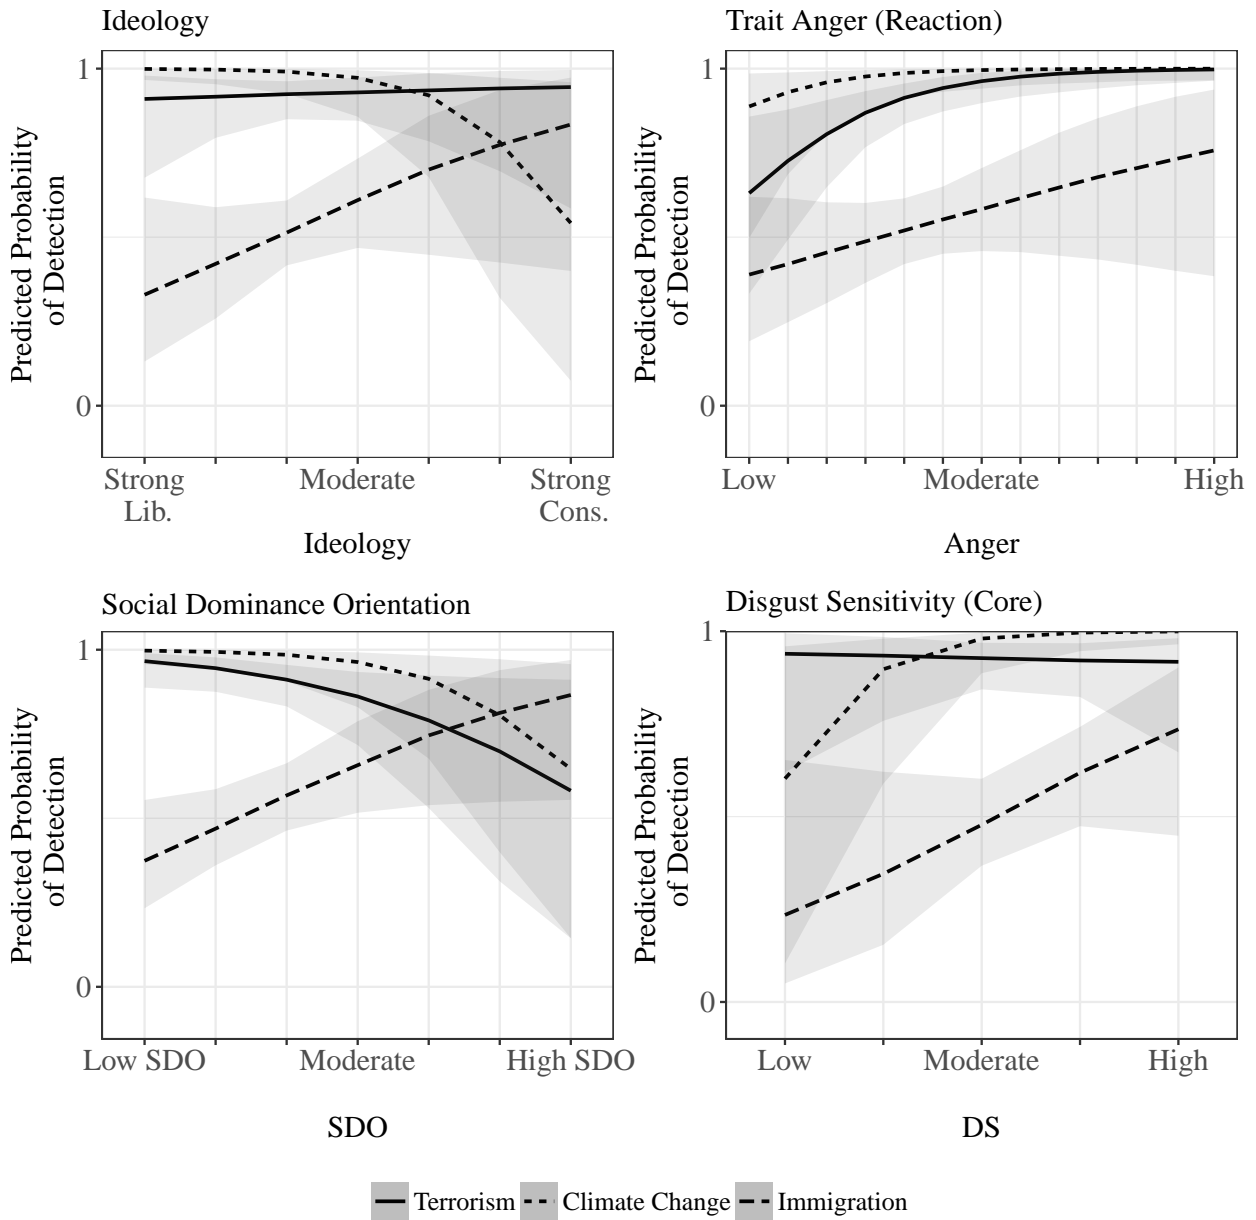 Ideology
1
0
Predicted Probability
of Detection
Strong
Lib.
Moderate
Strong
Cons.
Ideology
Trait Anger (Reaction)
1
0
Predicted Probability
of Detection
Low
Moderate
High
Anger
Social Dominance Orientation
1
0
Predicted Probability
of Detection
Low SDO
Moderate
High SDO
SDO
Disgust Sensitivity (Core)
1
0
Predicted Probability
of Detection
Low
Moderate
High
DS
Terrorism Climate Change Immigration